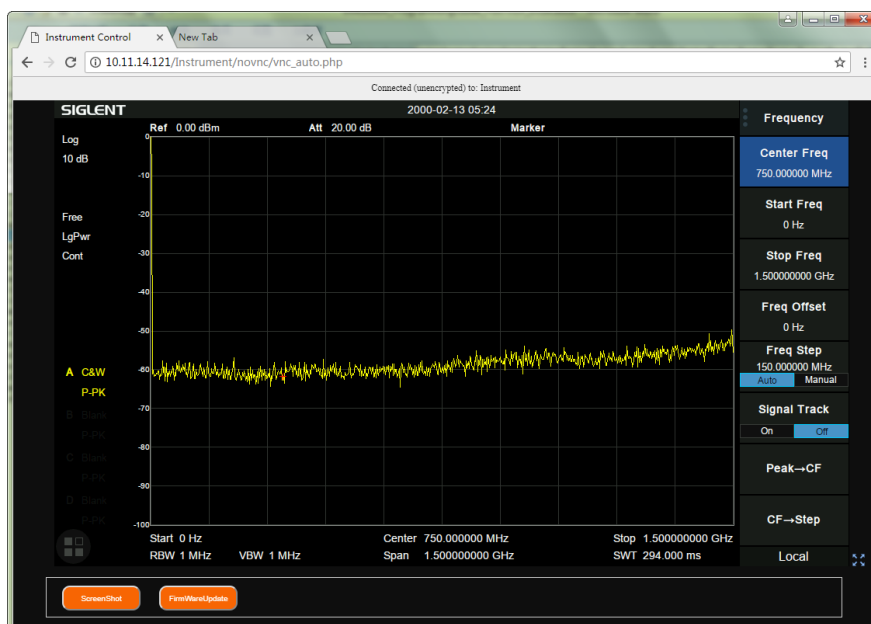 Instrument Control
New Tab
10.11.14.121/Instrument/novnc/vnc_auto.php
Connected (unencrypted) to: Instrument
SIGLENT
2000-02-13 05:24
Ref 0.00 dBm
Att 20.00 dB
Marker
Log
10 dB
Free
LgPwr
Cont
A C&W
P-PK
B Blank
P-PK
C Blank
P-PK
D Blank
P-PK
0
-10
-20
-30
-40
-50
-60
-70
-80
-90
-100
Start 0 Hz
Center 750.000000 MHz
Stop 1.500000000 GHz
RBW 1 MHz
VBW 1 MHz
Span 1.500000000 GHz
SWT 294.000 ms
Frequency
Center Freq
750.000000 MHz
Start Freq
0 Hz
Stop Freq
1.500000000 GHz
Freq Offset
0 Hz
Freq Step
150.000000 MHz
Auto Manual
Signal Track
On Off
Peak→CF
CF→Step
Local
ScreenShot
FirmWareUpdate